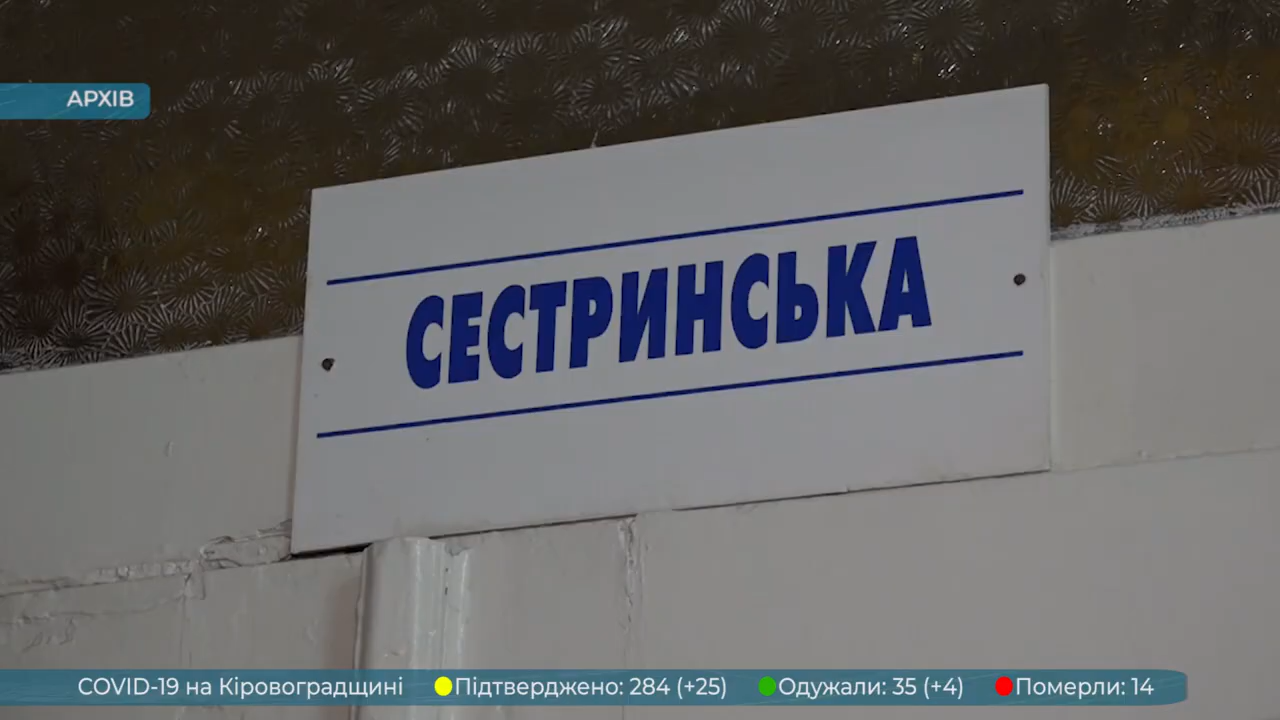 АРХІВ
СЕСТРИНСЬКА
COVID-19 на Кіровоградщині Підтверджено: 284 (+25) Одужали: 35 (+4) Померли: 14